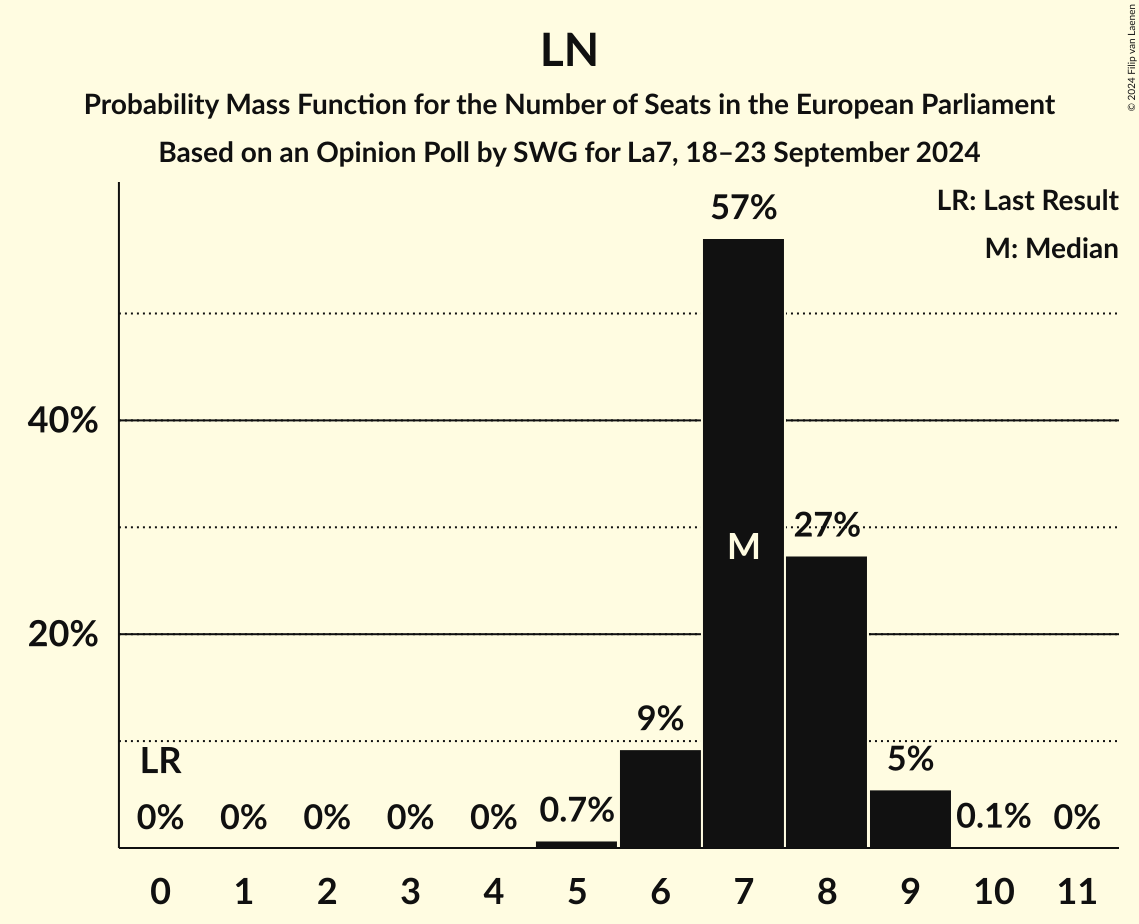 LN
Probability Mass Function for the Number of Seats in the European Parliament
Based on an Opinion Poll by SWG for La7, 18–23 September 2024
© 2024 Filip van Laenen
LR: Last Result
M: Median
57%
40%
27%
M
20%
9%
LR
5%
0% 0% 0% 0% 0% 0.7% 0.1% 0%
0 1 2 3 4 5 6 7 8 9 10 11